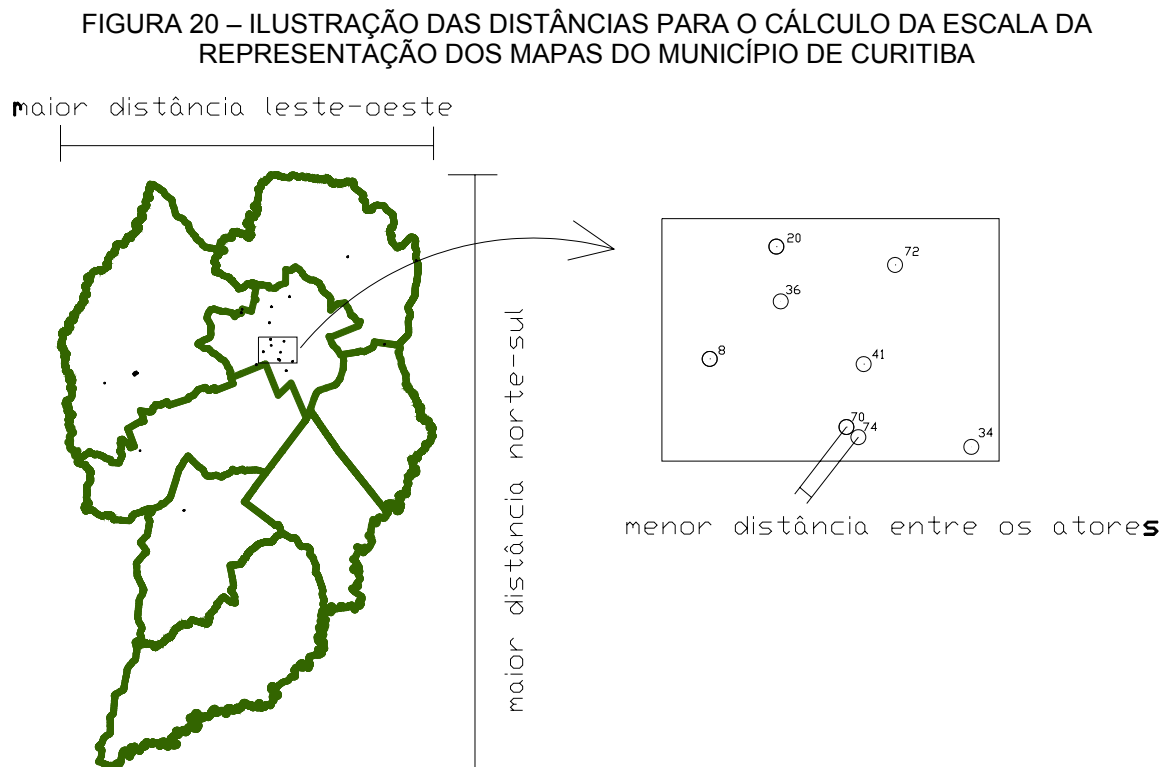 FIGURA 20 – ILUSTRAÇÃO DAS DISTÂNCIAS PARA O CÁLCULO DA ESCALA DA
REPRESENTAÇÃO DOS MAPAS DO MUNICÍPIO DE CURITIBA
maior distância leste-oeste
maior distância norte-sul
20
72
36
8
41
70
74
34
menor distância entre os atores